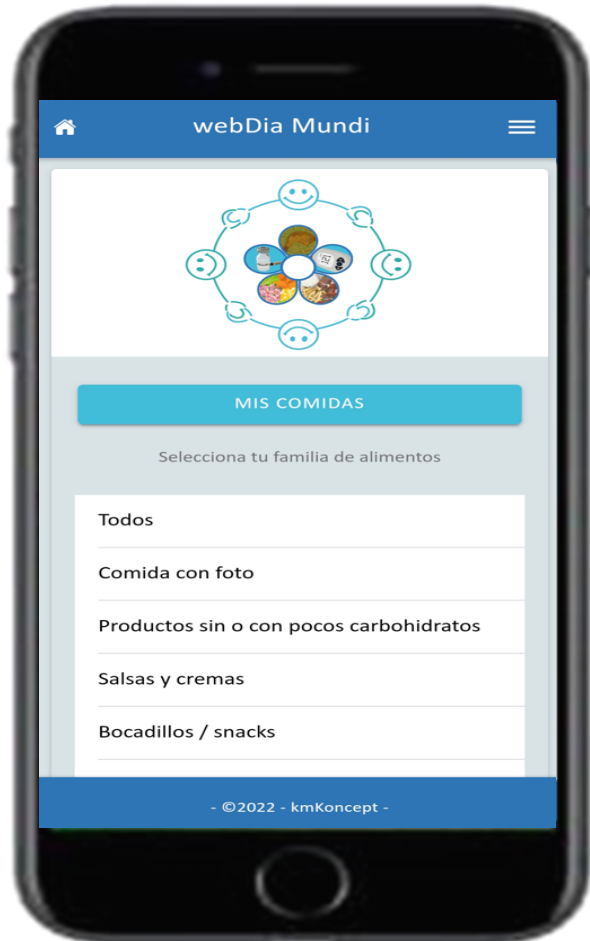 webDia Mundi
MIS COMIDAS
Selecciona tu familia de alimentos
Todos
Comida con foto
Productos sin o con pocos carbohidratos
Salsas y cremas
Bocadillos / snacks
- ©2022 - kmKoncept -